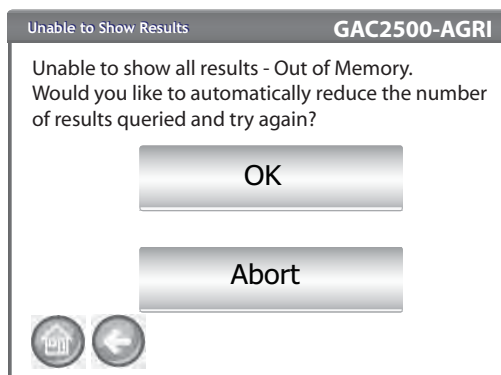 Unable to Show Results GAC2500-AGRI
Unable to show all results - Out of Memory.
Would you like to automatically reduce the number
of results queried and try again?
OK
Abort